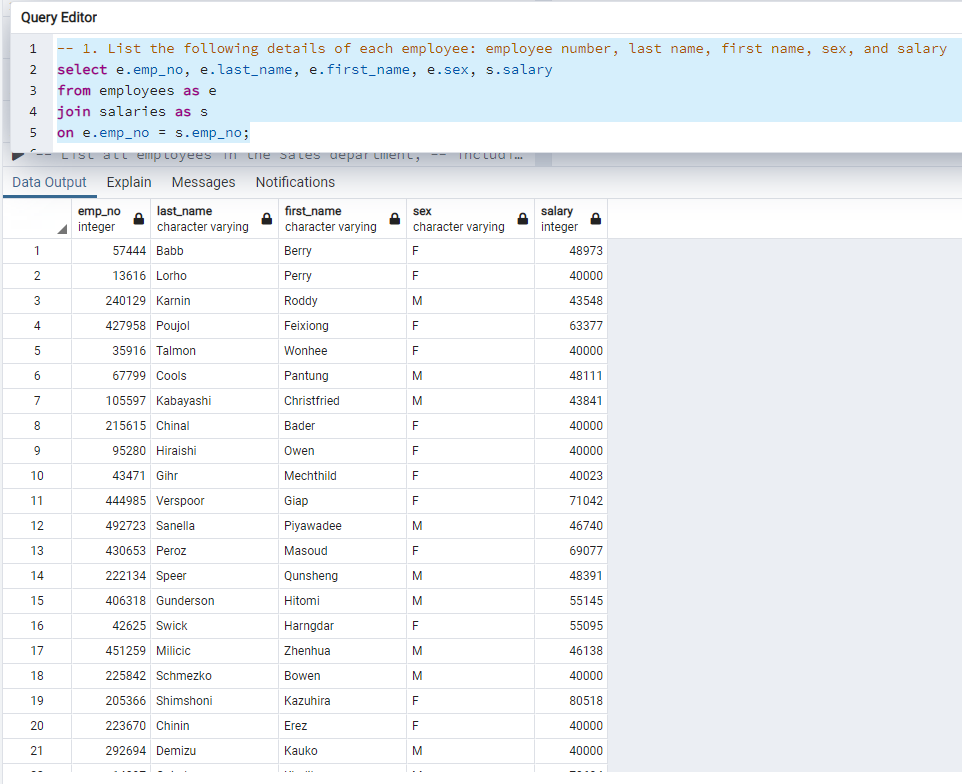 Query Editor
1 -- 1. List the following details of each employee: employee number, last name, first name, sex, and salary
2 select e.emp_no, e.last_name, e.first_name, e.sex, s.salary
3 from employees as e
4 join salaries as s
5 on e.emp_no = s.emp_no;
-- List all employees in the Sales department, -- includi…
Data Output Explain Messages Notifications
emp_no last_name first_name sex salary
integer character varying character varying character varying integer
1 57444 Babb Berry F 48973
2 13616 Lorho Perry F 40000
3 240129 Karnin Roddy M 43548
4 427958 Poujol Feixiong F 63377
5 35916 Talmon Wonhee F 40000
6 67799 Cools Pantung M 48111
7 105597 Kabayashi Christfried M 43841
8 215615 Chinal Bader F 40000
9 95280 Hiraishi Owen F 40000
10 43471 Gihr Mechthild F 40023
11 444985 Verspoor Giap F 71042
12 492723 Sanella Piyawadee M 46740
13 430653 Peroz Masoud F 69077
14 222134 Speer Qunsheng M 48391
15 406318 Gunderson Hitomi M 55145
16 42625 Swick Harngdar F 55095
17 451259 Milicic Zhenhua M 46138
18 225842 Schmezko Bowen M 40000
19 205366 Shimshoni Kazuhira F 80518
20 223670 Chinin Erez F 40000
21 292694 Demizu Kauko M 40000